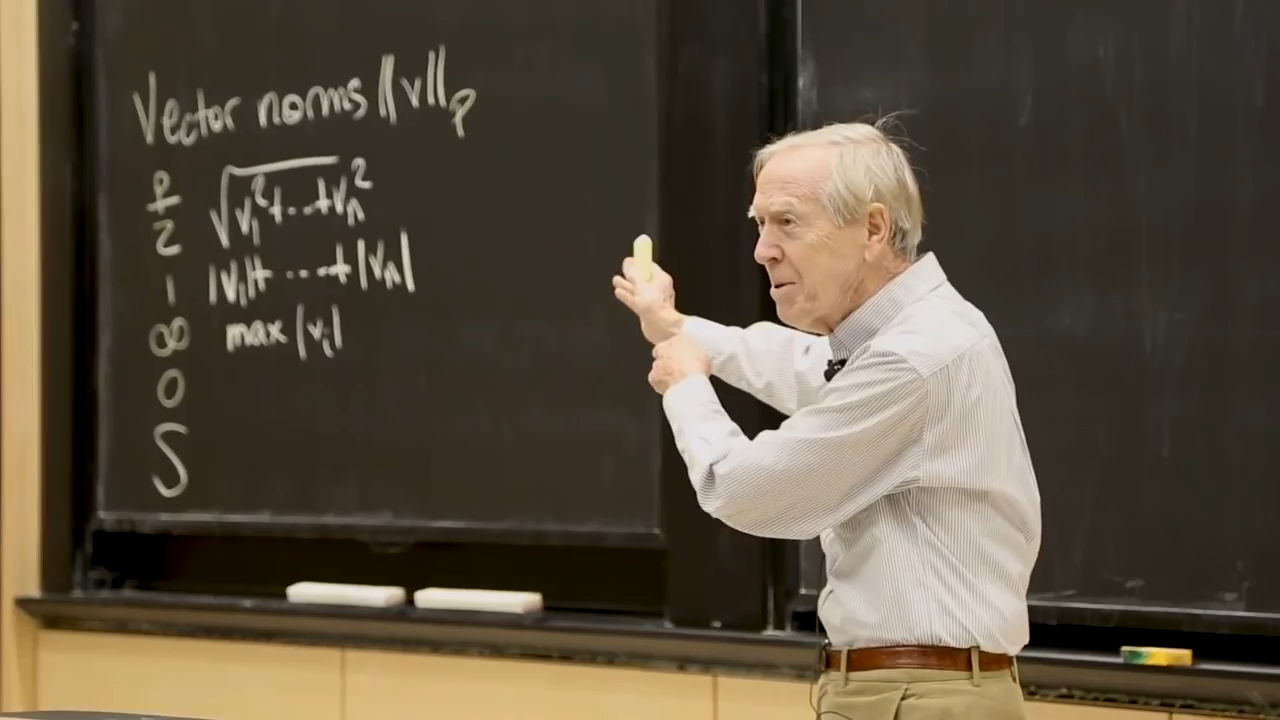 Vector norms ||v||ₚ
p
2 √v₁²+...+vₙ²
1 |v₁|+ ....+|vₙ|
∞ max |vᵢ|
0
S